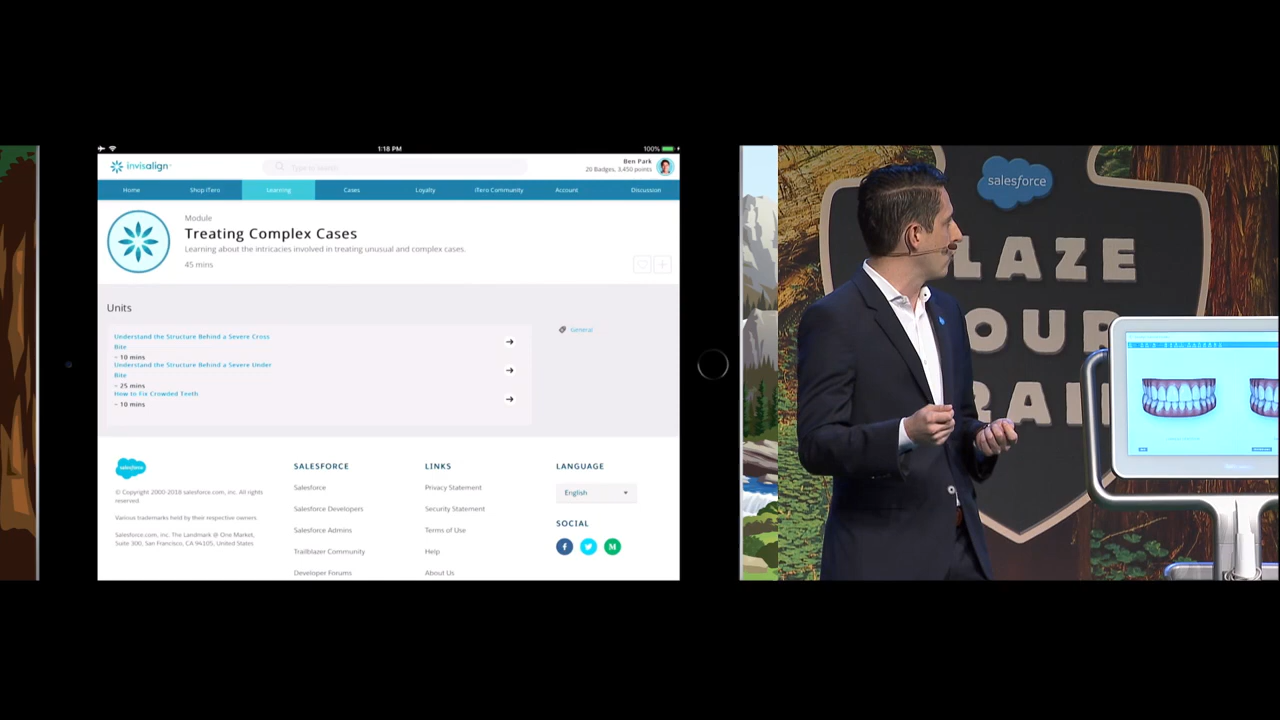 1:18 PM
100%
invisalign
Type to search
Ben Park
20 Badges, 3,450 points
Home
Shop iTero
Learning
Cases
Loyalty
iTero Community
Account
Discussion
Module
Treating Complex Cases
Learning about the intricacies involved in treating unusual and complex cases.
45 mins
Units
Understand the Structure Behind a Severe Cross
Bite
~ 10 mins
Understand the Structure Behind a Severe Under
Bite
~ 25 mins
How to Fix Crowded Teeth
~ 10 mins
General
salesforce
© Copyright 2000-2018 salesforce.com, inc. All rights
reserved.
Various trademarks held by their respective owners
Salesforce.com, inc. The Landmark @ One Market,
Suite 300, San Francisco, CA 94105, United States
SALESFORCE
Salesforce
Salesforce Developers
Salesforce Admins
Trailblazer Community
Developer Forums
LINKS
Privacy Statement
Security Statement
Terms of Use
Help
About Us
LANGUAGE
English
SOCIAL
salesforce
LAZE
OUR
RAI